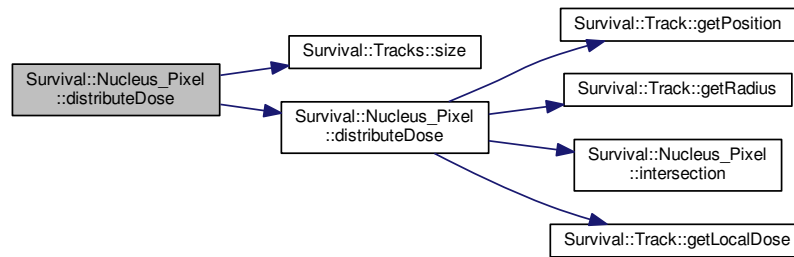 Survival::Nucleus_Pixel
::distributeDose
Survival::Tracks::size
Survival::Nucleus_Pixel
::distributeDose
Survival::Track::getPosition
Survival::Track::getRadius
Survival::Nucleus_Pixel
::intersection
Survival::Track::getLocalDose